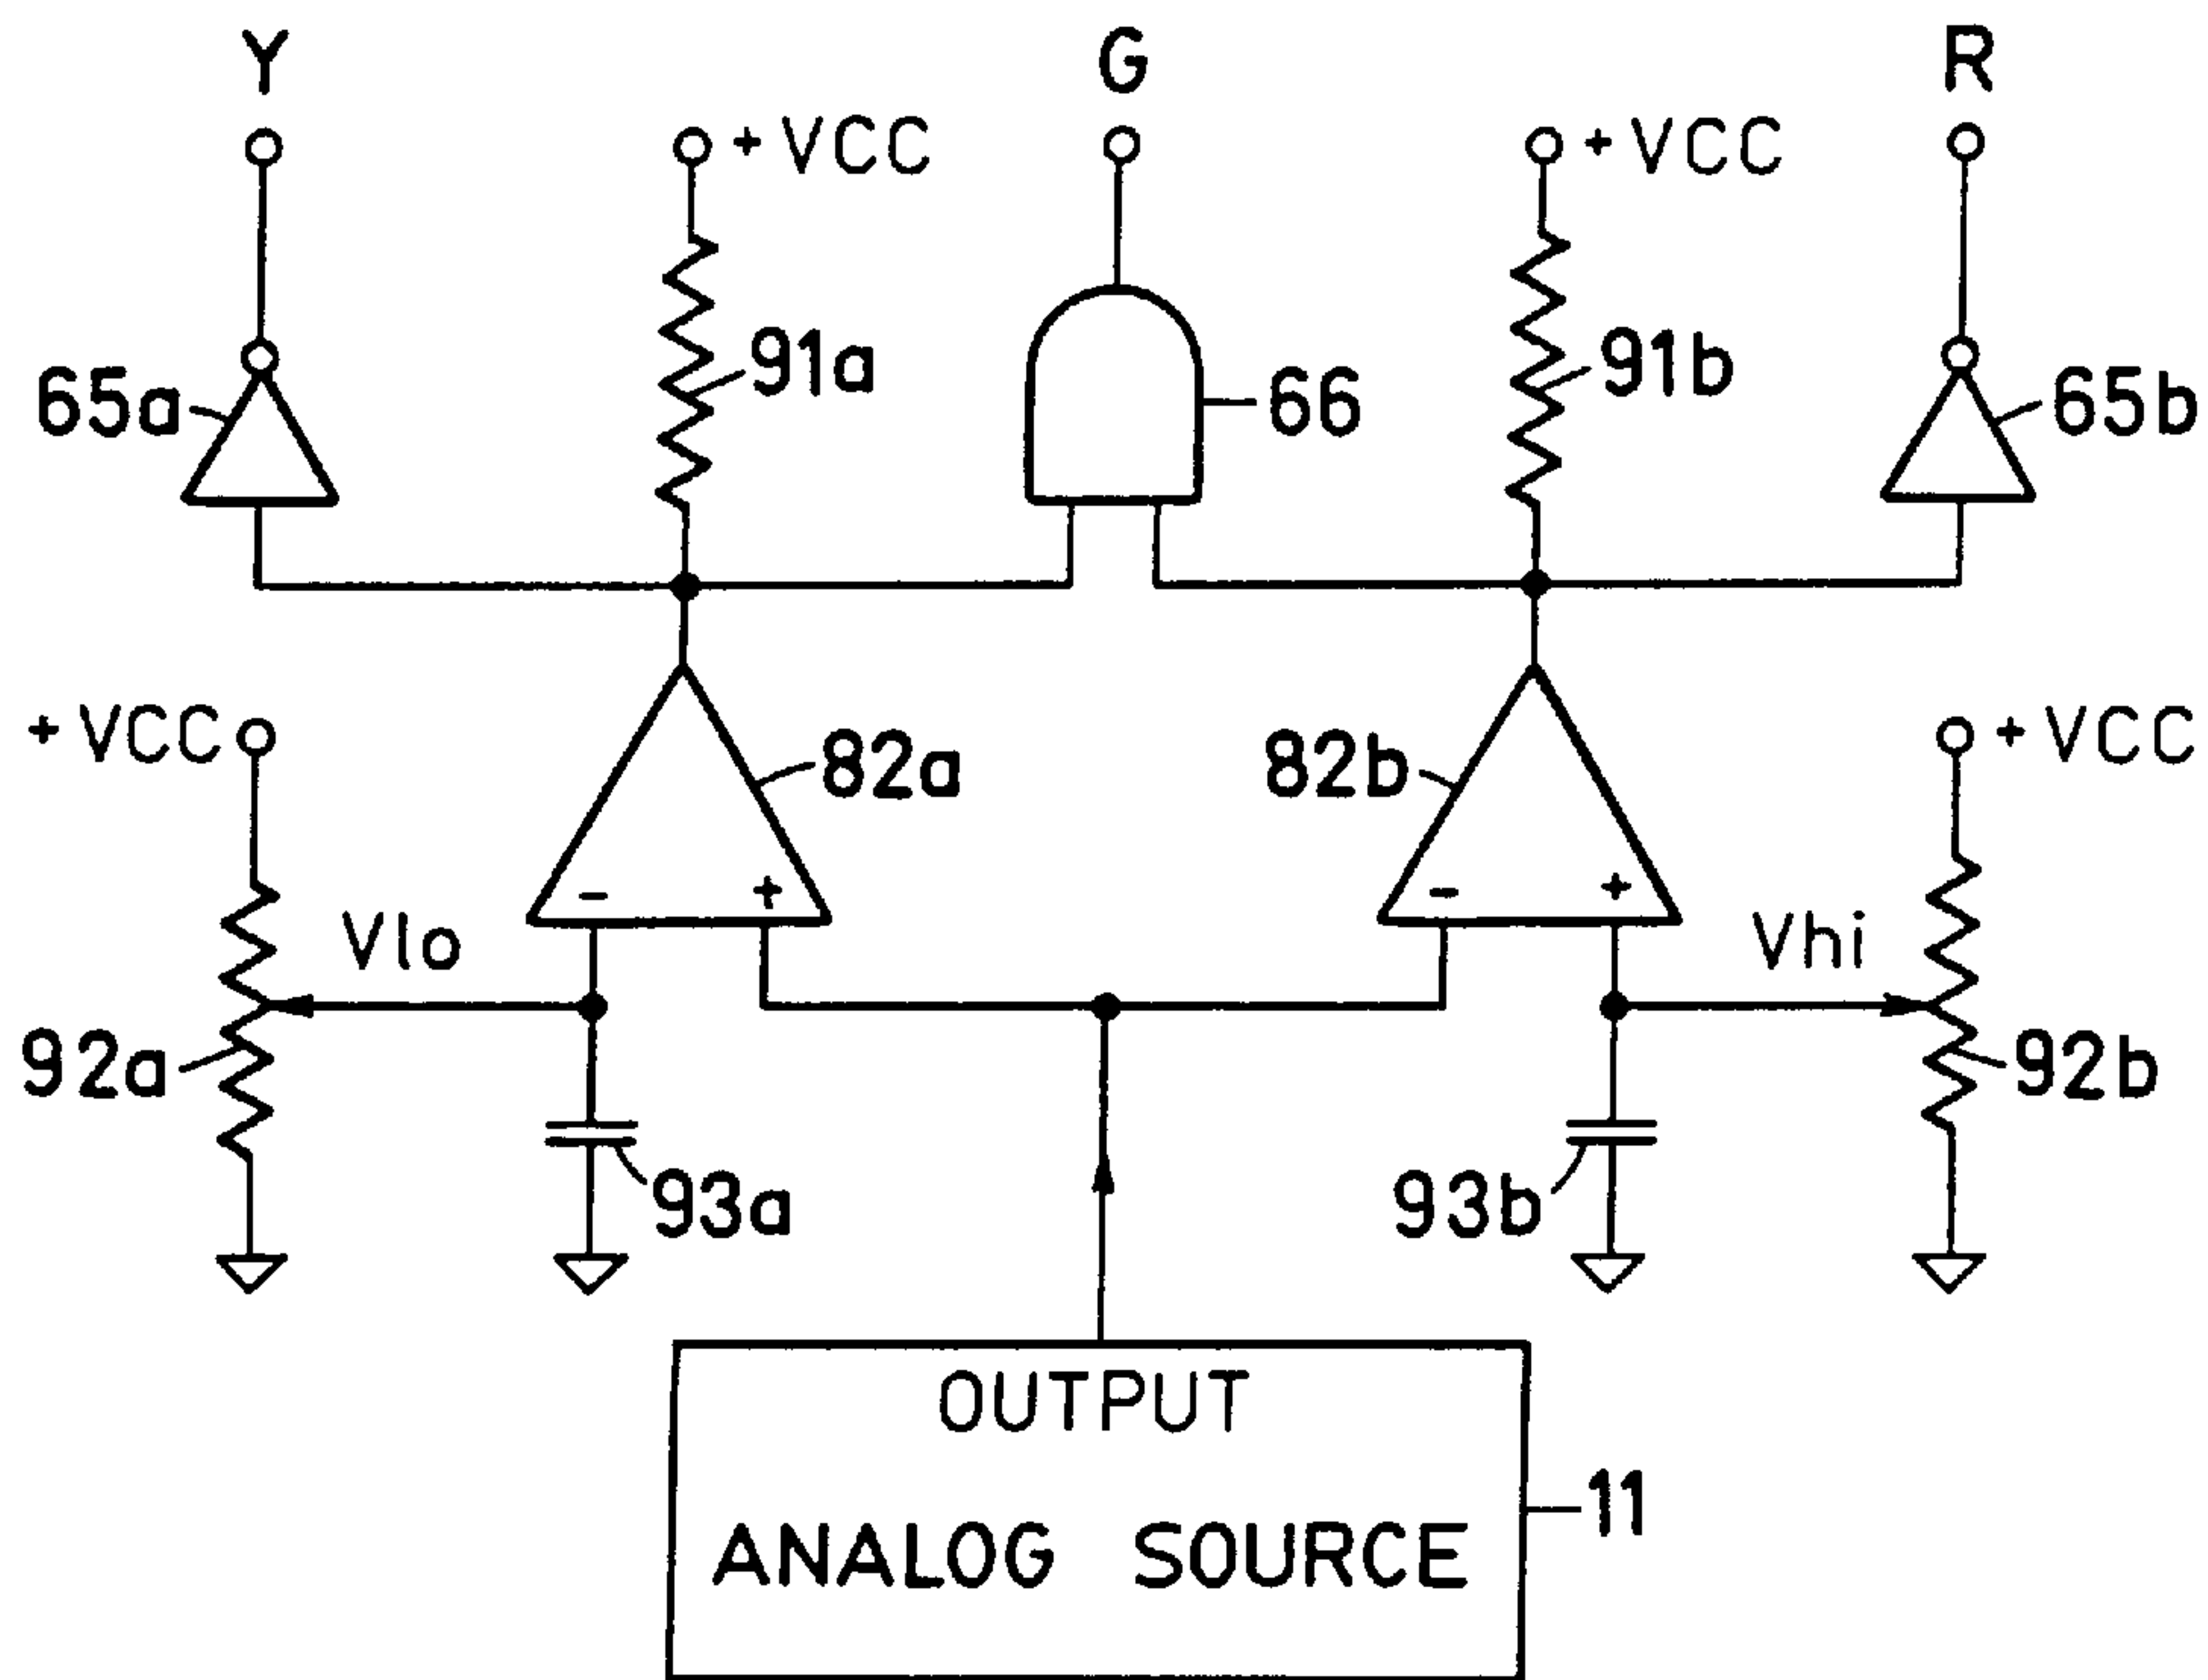 Y
G
R
+VCC
+VCC
91a
91b
65a
66
65b
+VCC
82a
82b
+VCC
-
+
-
+
Vlo
Vhi
92a
92b
93a
93b
OUTPUT
11
ANALOG SOURCE